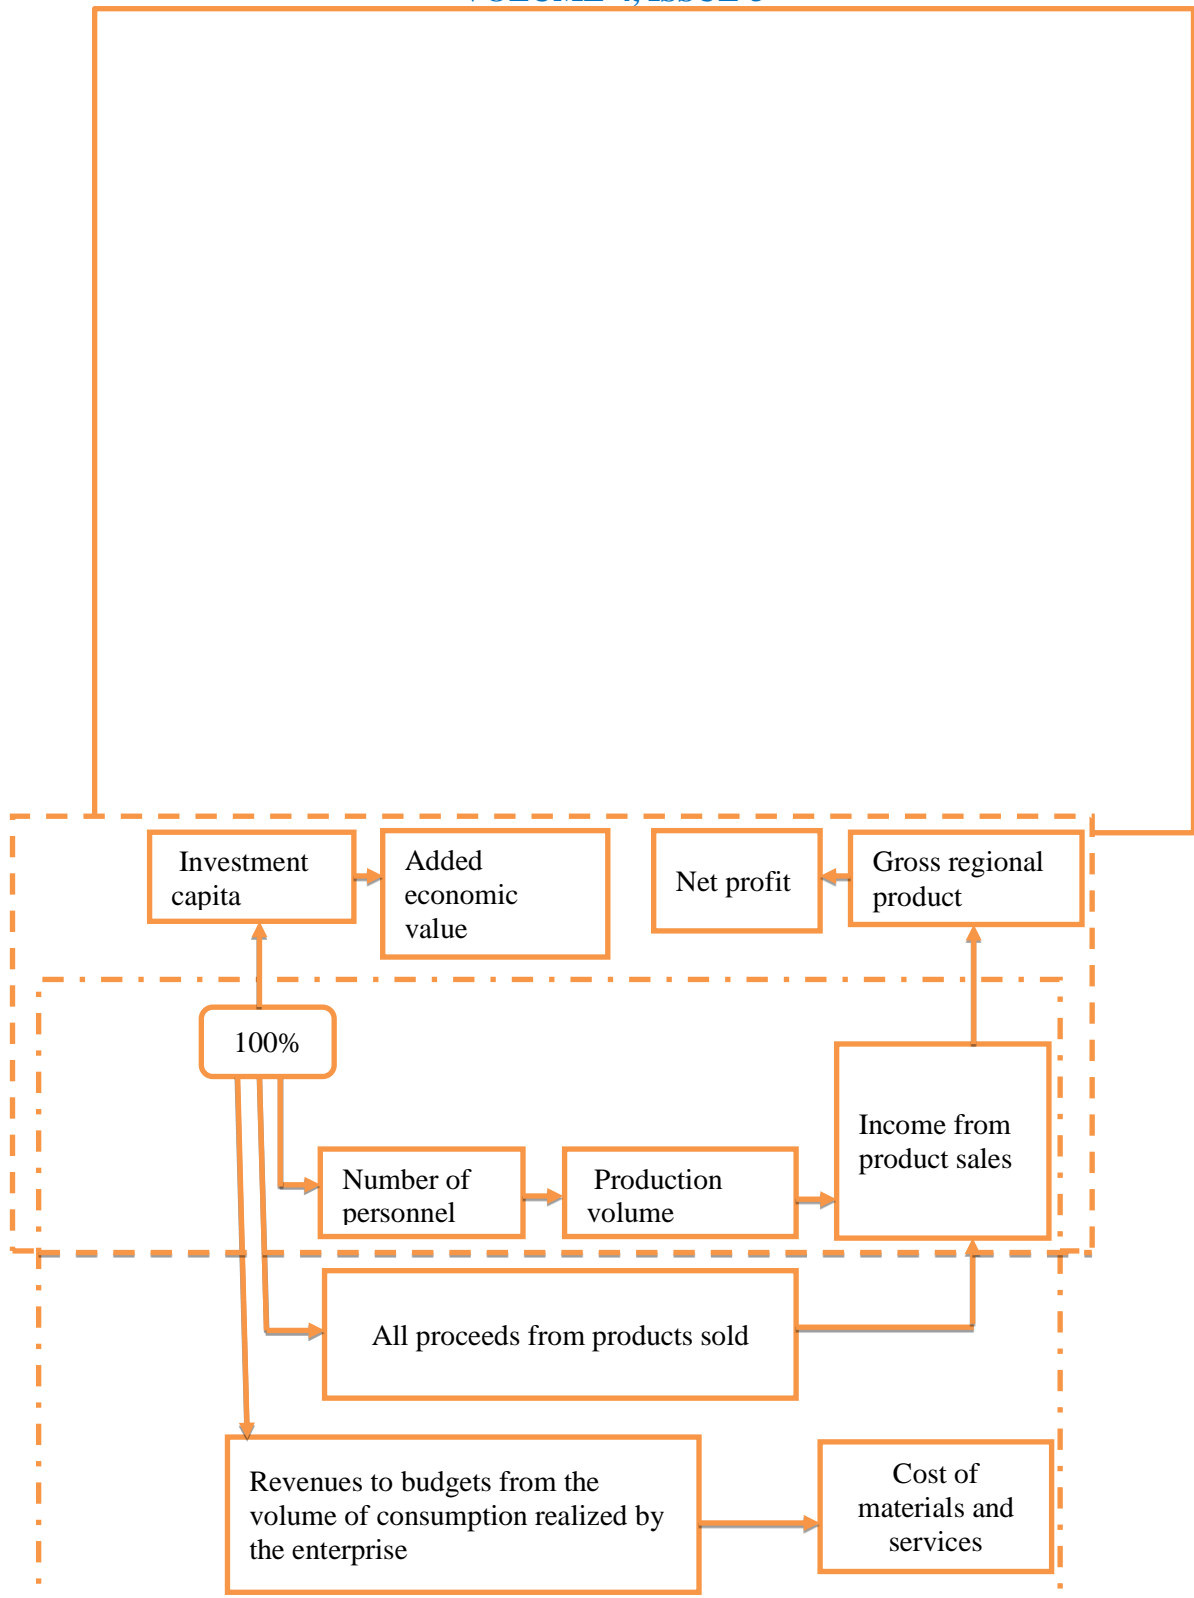 Investment
capita
Added
economic
value
Net profit
Gross regional
product
100%
Income from
product sales
Number of
personnel
Production
volume
All proceeds from products sold
Revenues to budgets from the
volume of consumption realized by
the enterprise
Cost of
materials and
services